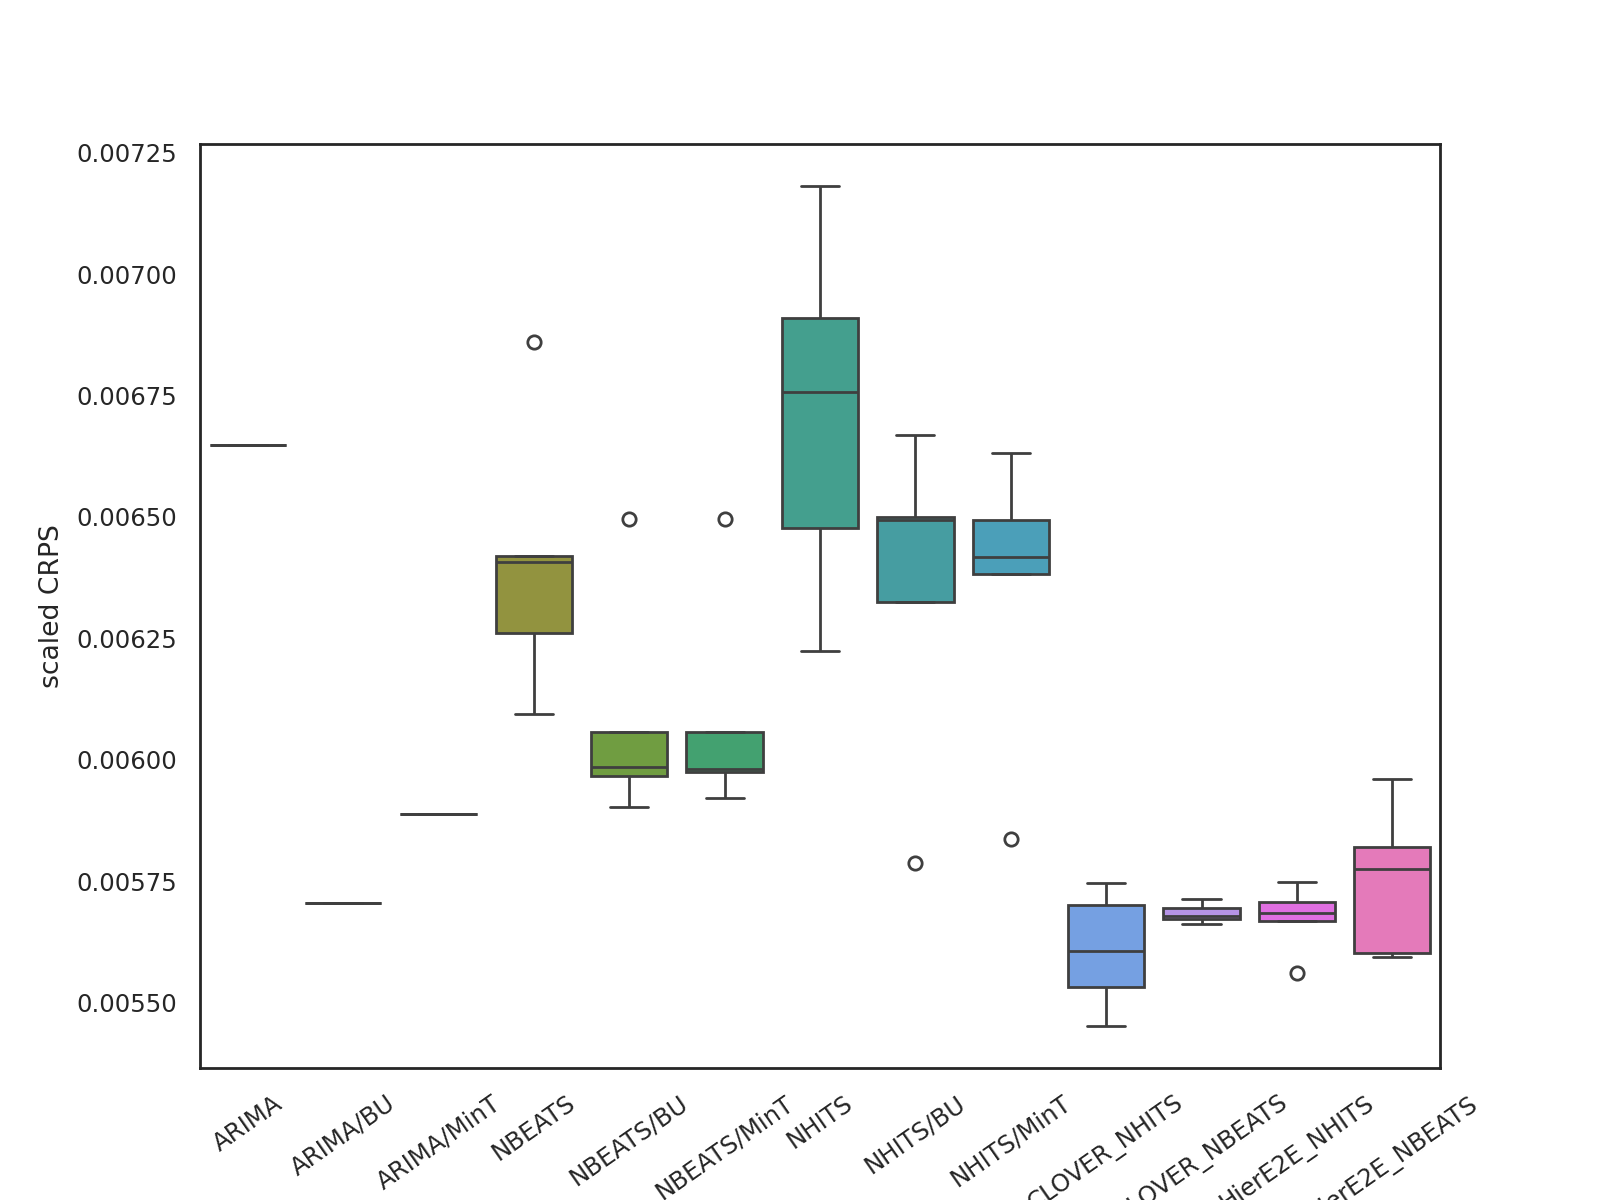 0.00725
0.00700
0.00675
0.00650
0.00625
0.00600
0.00575
0.00550
scaled CRPS
ARIMA
ARIMA/BU
ARIMA/MinT
NBEATS
NBEATS/BU
NBEATS/MinT
NHITS
NHITS/BU
NHITS/MinT
CLOVER_NHITS
LOVER_NBEATS
HierE2E_NHITS
ierE2E_NBEATS